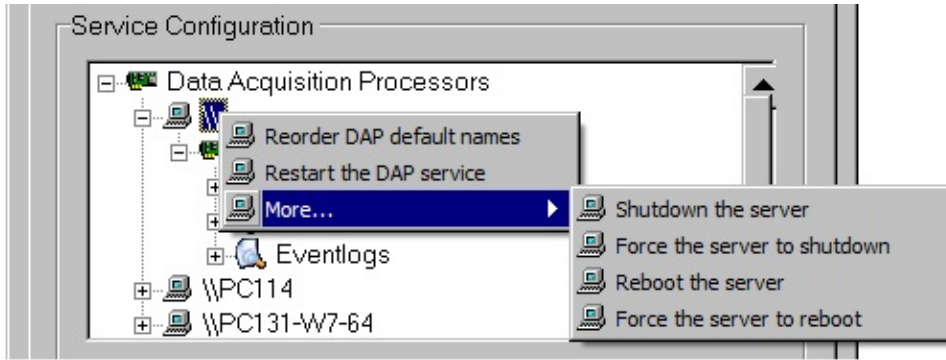 Service Configuration
Data Acquisition Processors
\\
Reorder DAP default names
Restart the DAP service
More...
Shutdown the server
Force the server to shutdown
Eventlogs
Reboot the server
\\PC114
Force the server to reboot
\\PC131-W7-64